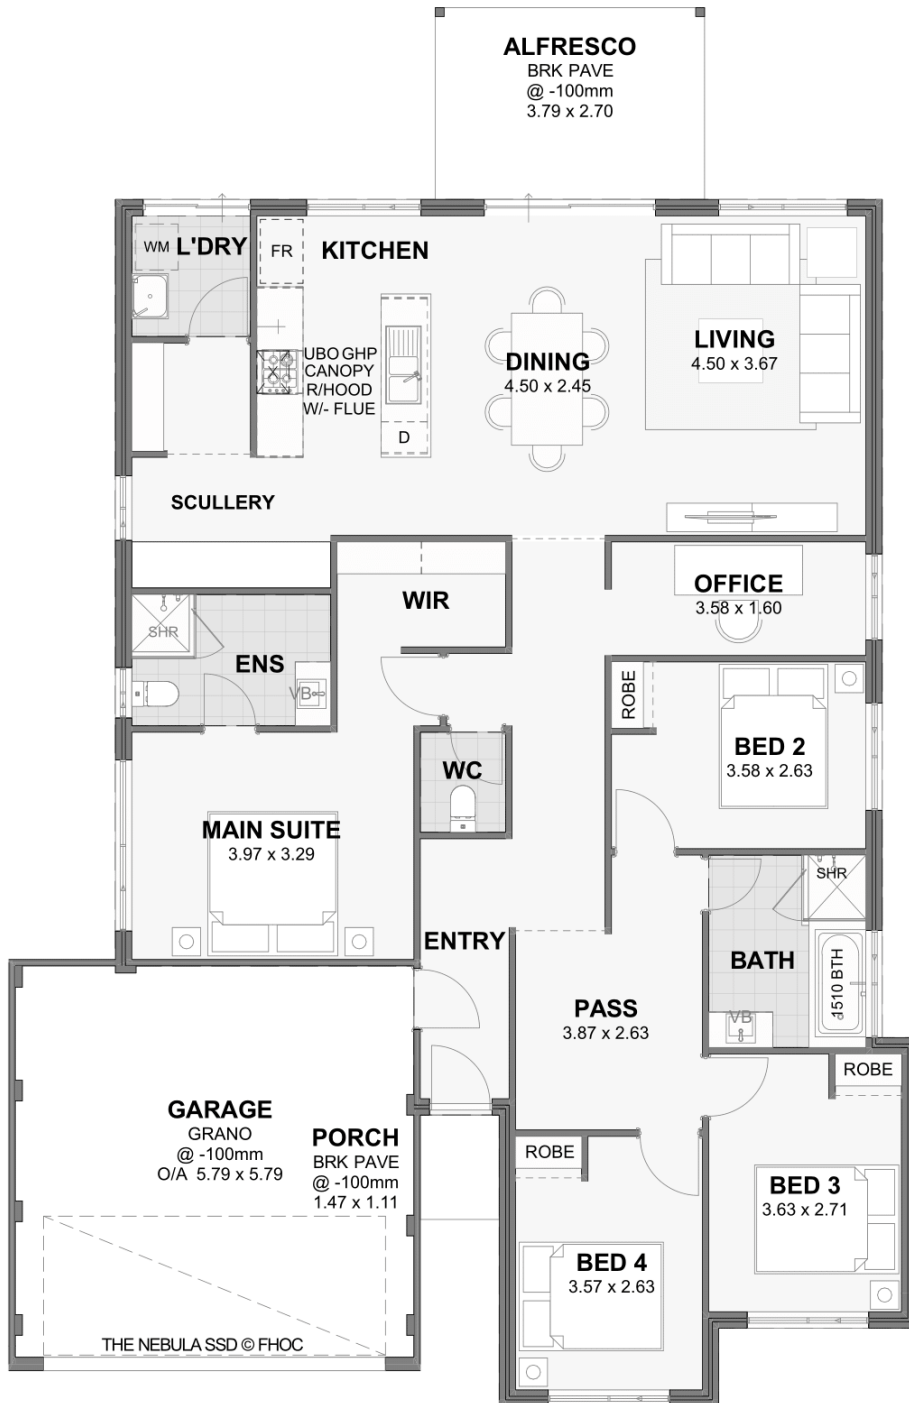 ALFRESCO
BRK PAVE
@ -100mm
3.79 x 2.70
WM
L'DRY
FR
KITCHEN
UBO GHP
CANOPY
R/HOOD
W/- FLUE
D
DINING
4.50 x 2.45
LIVING
4.50 x 3.67
SCULLERY
WIR
OFFICE
3.58 x 1.60
SHR
ENS
VB
ROBE
BED 2
3.58 x 2.63
WC
MAIN SUITE
3.97 x 3.29
SHR
ENTRY
BATH
1510 BTH
VB
PASS
3.87 x 2.63
ROBE
GARAGE
GRANO
@ -100mm
O/A 5.79 x 5.79
PORCH
BRK PAVE
@ -100mm
1.47 x 1.11
ROBE
BED 3
3.63 x 2.71
BED 4
3.57 x 2.63
THE NEBULA SSD © FHOC